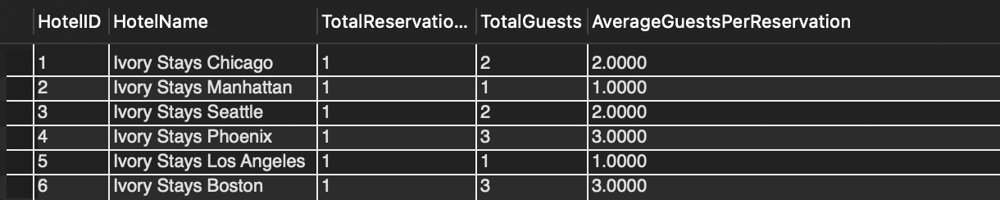 HotelID HotelName TotalReservatio... TotalGuests AverageGuestsPerReservation
1 Ivory Stays Chicago 1 2 2.0000
2 Ivory Stays Manhattan 1 1 1.0000
3 Ivory Stays Seattle 1 2 2.0000
4 Ivory Stays Phoenix 1 3 3.0000
5 Ivory Stays Los Angeles 1 1 1.0000
6 Ivory Stays Boston 1 3 3.0000